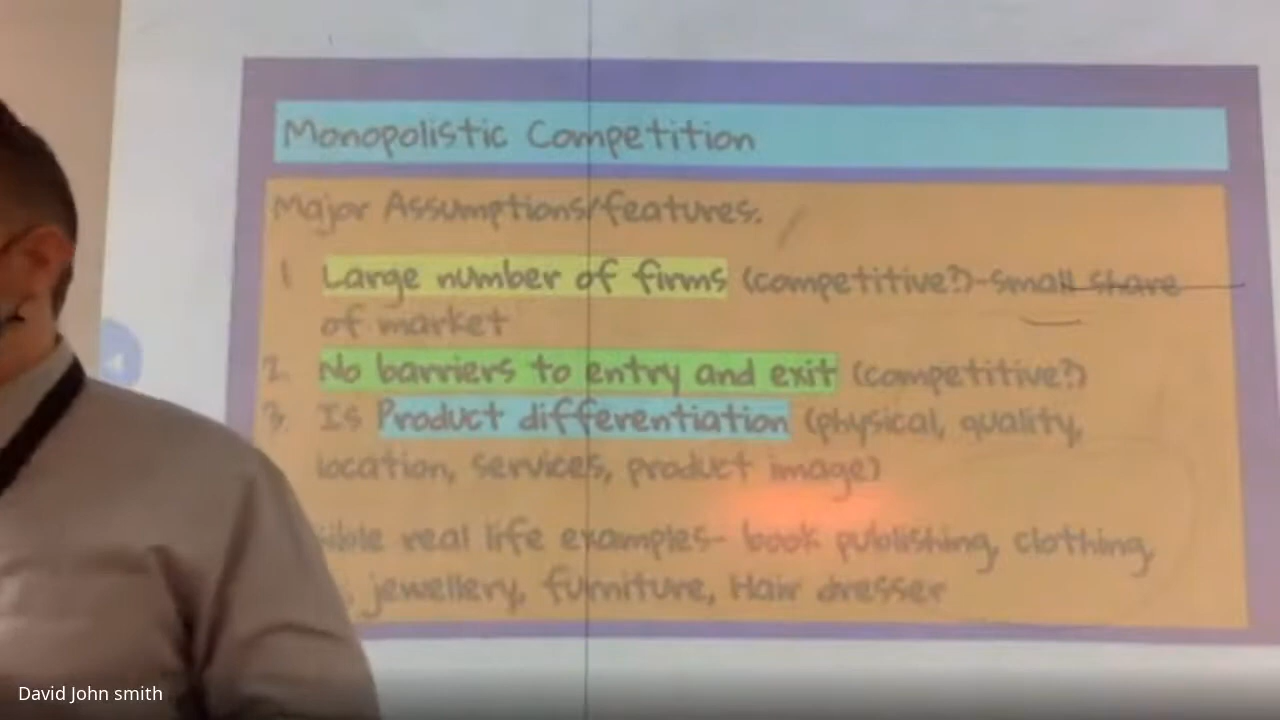 Monopolistic Competition
Major Assumptions/features.
1 Large number of firms (competitive?)-small share
of market
2. No barriers to entry and exit (competitive?)
3. Is Product differentiation (physical, quality,
location, services, product image)
real life examples- book publishing, clothing,
jewellery, furniture, Hair dresser
David John smith